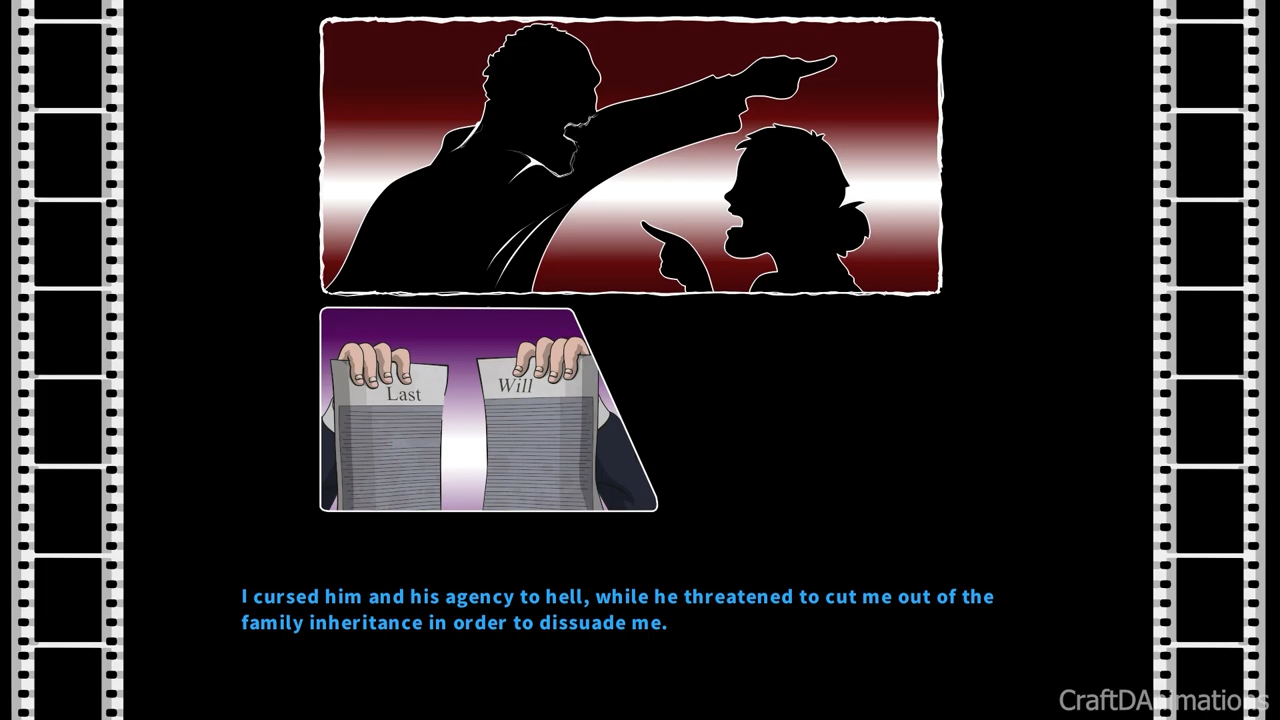 Last
Will
I cursed him and his agency to hell, while he threatened to cut me out of the
family inheritance in order to dissuade me.
CraftDAnimations